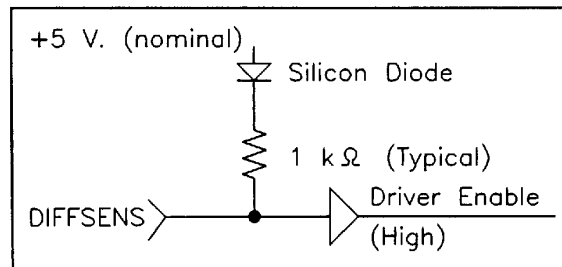 +5 V. (nominal)
Silicon Diode
1 kΩ (Typical)
DIFFSENS
Driver Enable
(High)